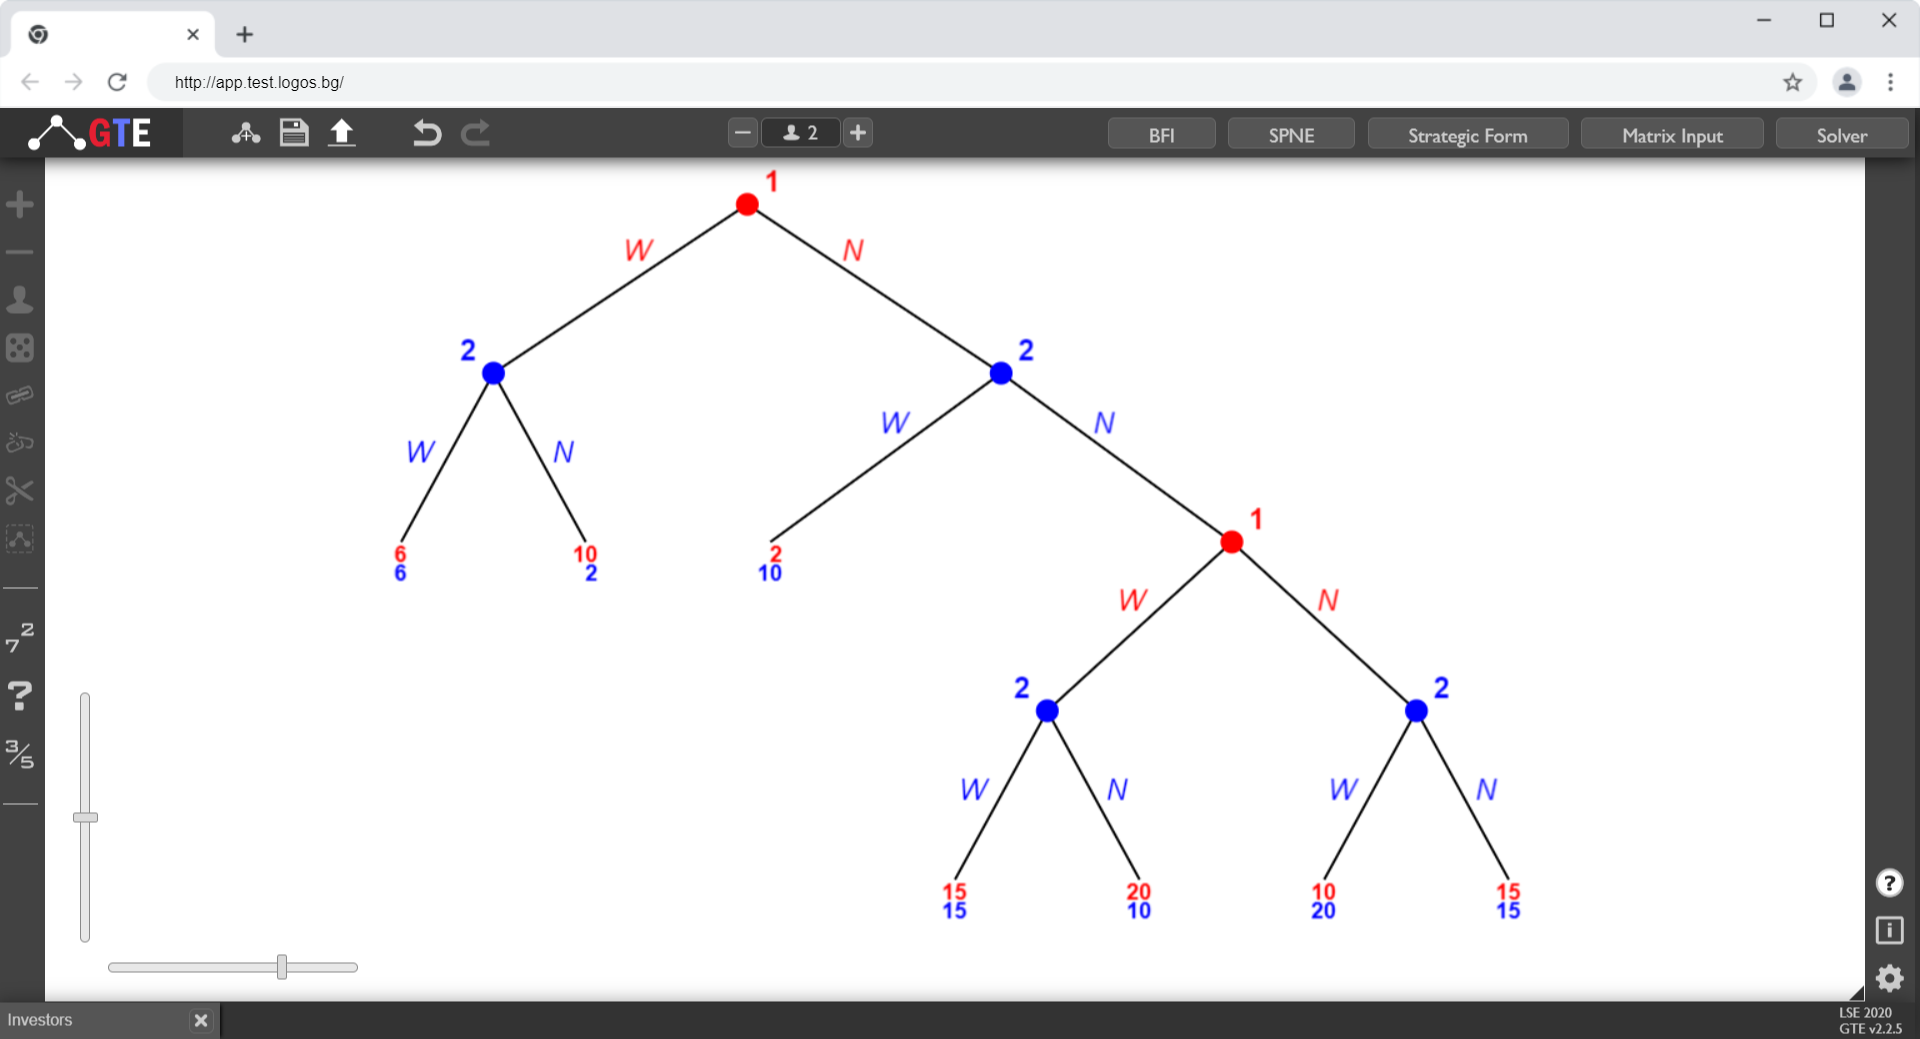 http://app.test.logos.bg/
GTE
2
BFI
SPNE
Strategic Form
Matrix Input
Solver
1
W N
2 2
W N W N
1
6 10 2
6 2 10
W N
2 2
W N W N
15 20 10 15
15 10 20 15
7 2
?
3/5
?
i
Investors
LSE 2020
GTE v2.2.5